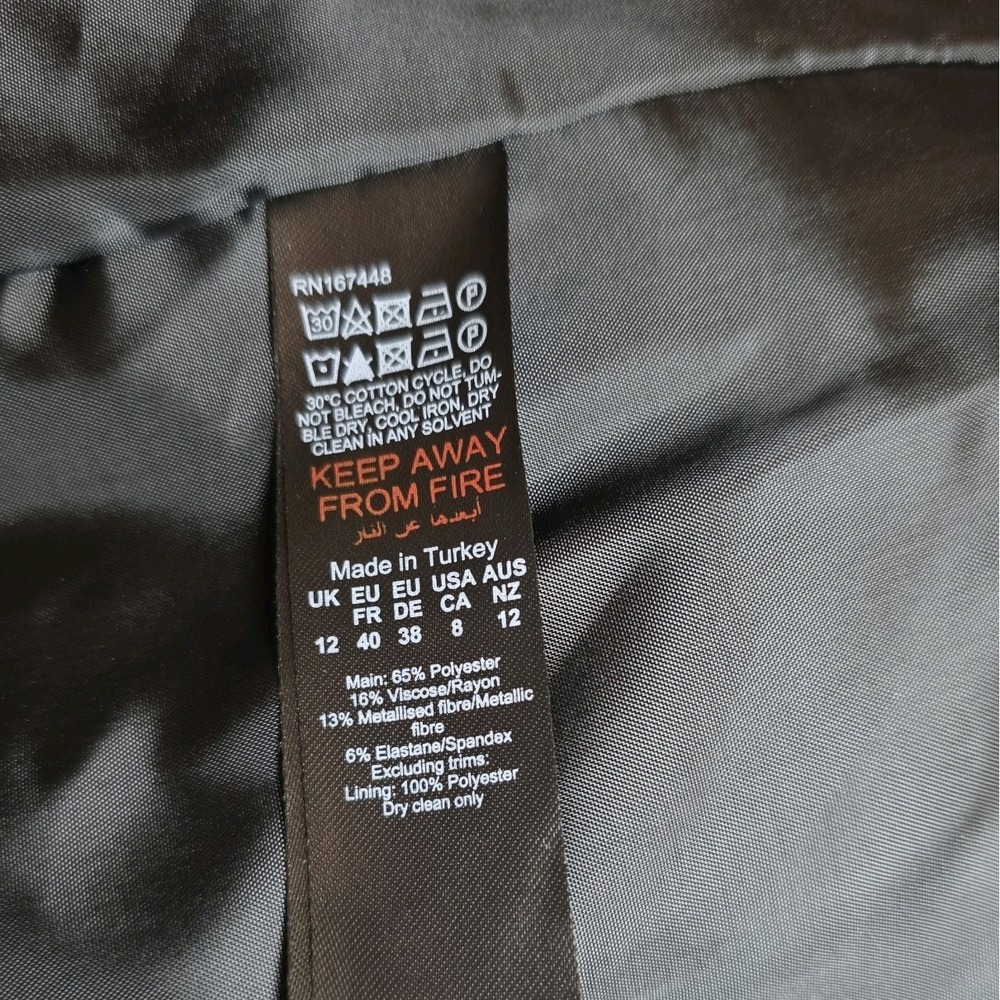 RN167448
30
P
P
30°C COTTON CYCLE, DO
NOT BLEACH, DO NOT TUM-
BLE DRY, COOL IRON, DRY
CLEAN IN ANY SOLVENT
KEEP AWAY
FROM FIRE
أبعدها عن النار
Made in Turkey
UK EU EU USA AUS
FR DE CA NZ
12 40 38 8 12
Main: 65% Polyester
16% Viscose/Rayon
13% Metallised fibre/Metallic
fibre
6% Elastane/Spandex
Excluding trims:
Lining: 100% Polyester
Dry clean only